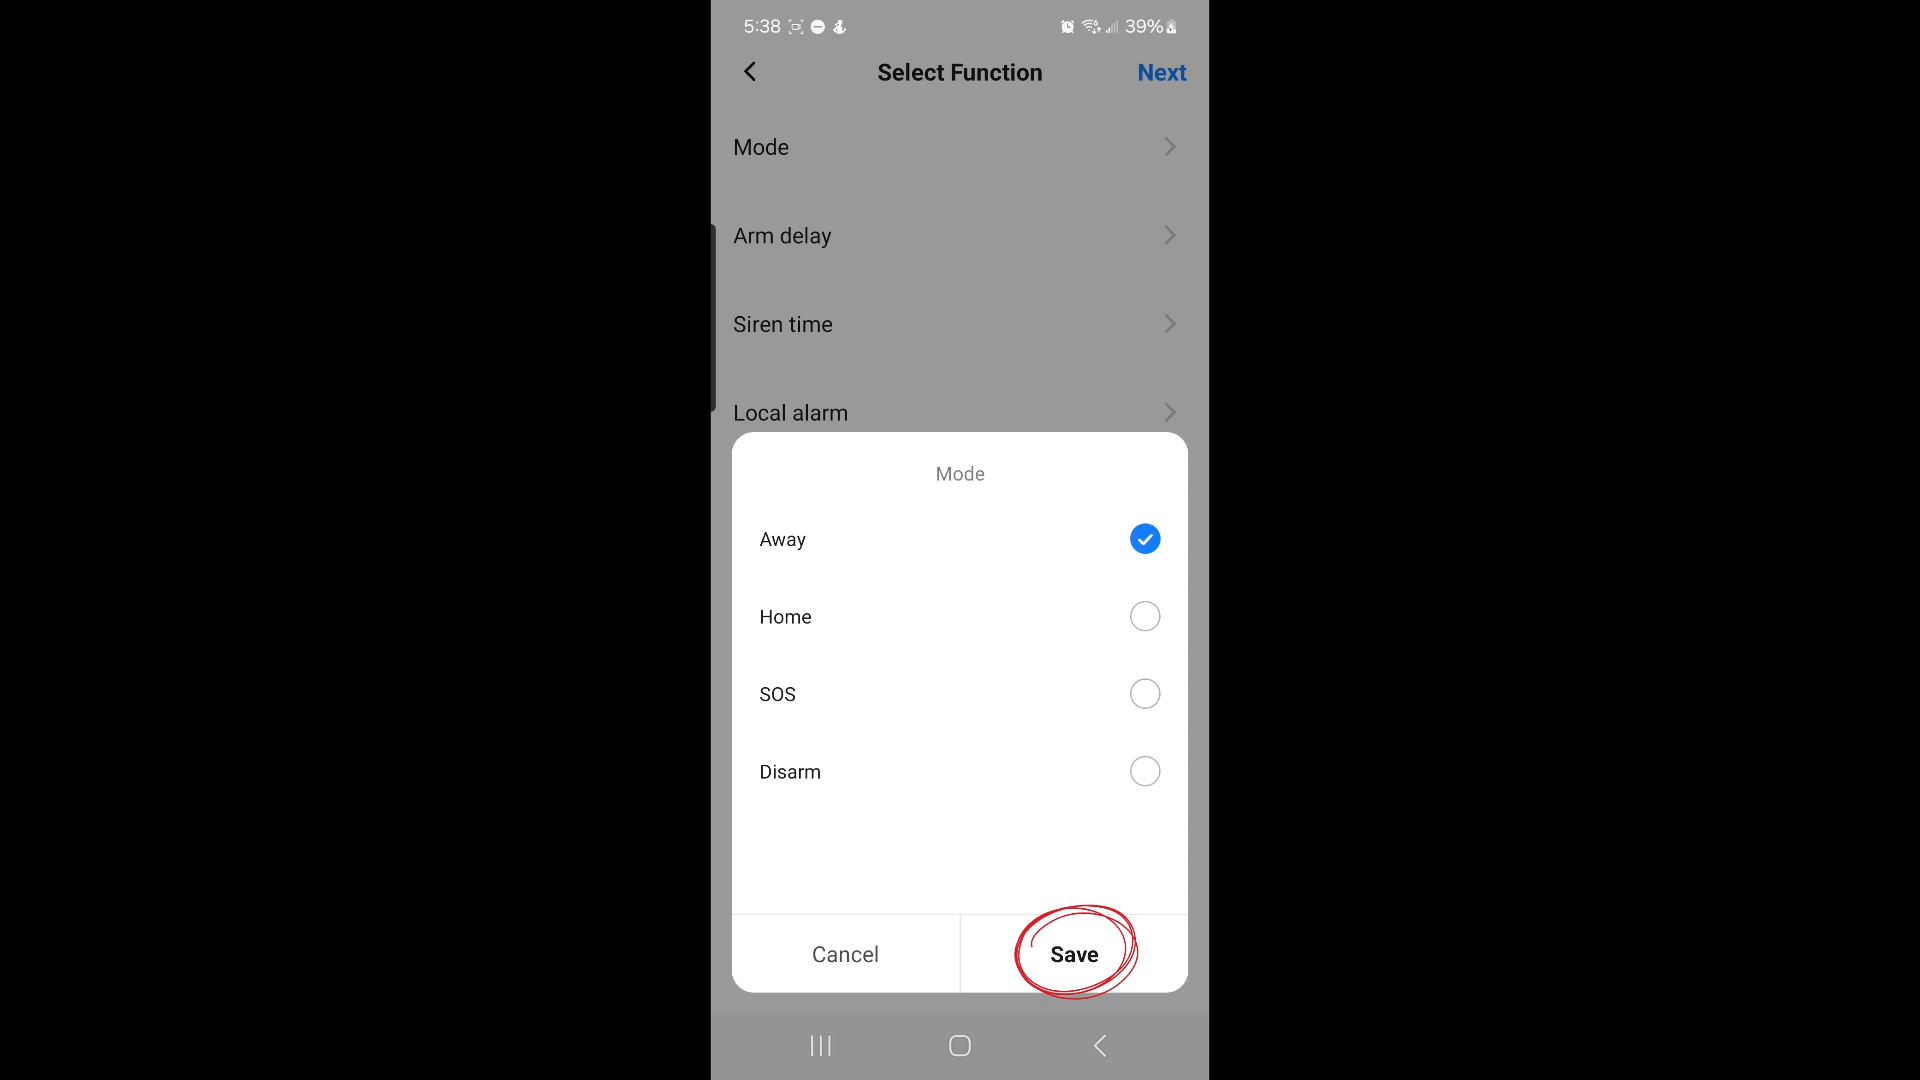 5:38 39%
Select Function Next
Mode
Arm delay
Siren time
Local alarm
Mode
Away
Home
SOS
Disarm
Cancel Save